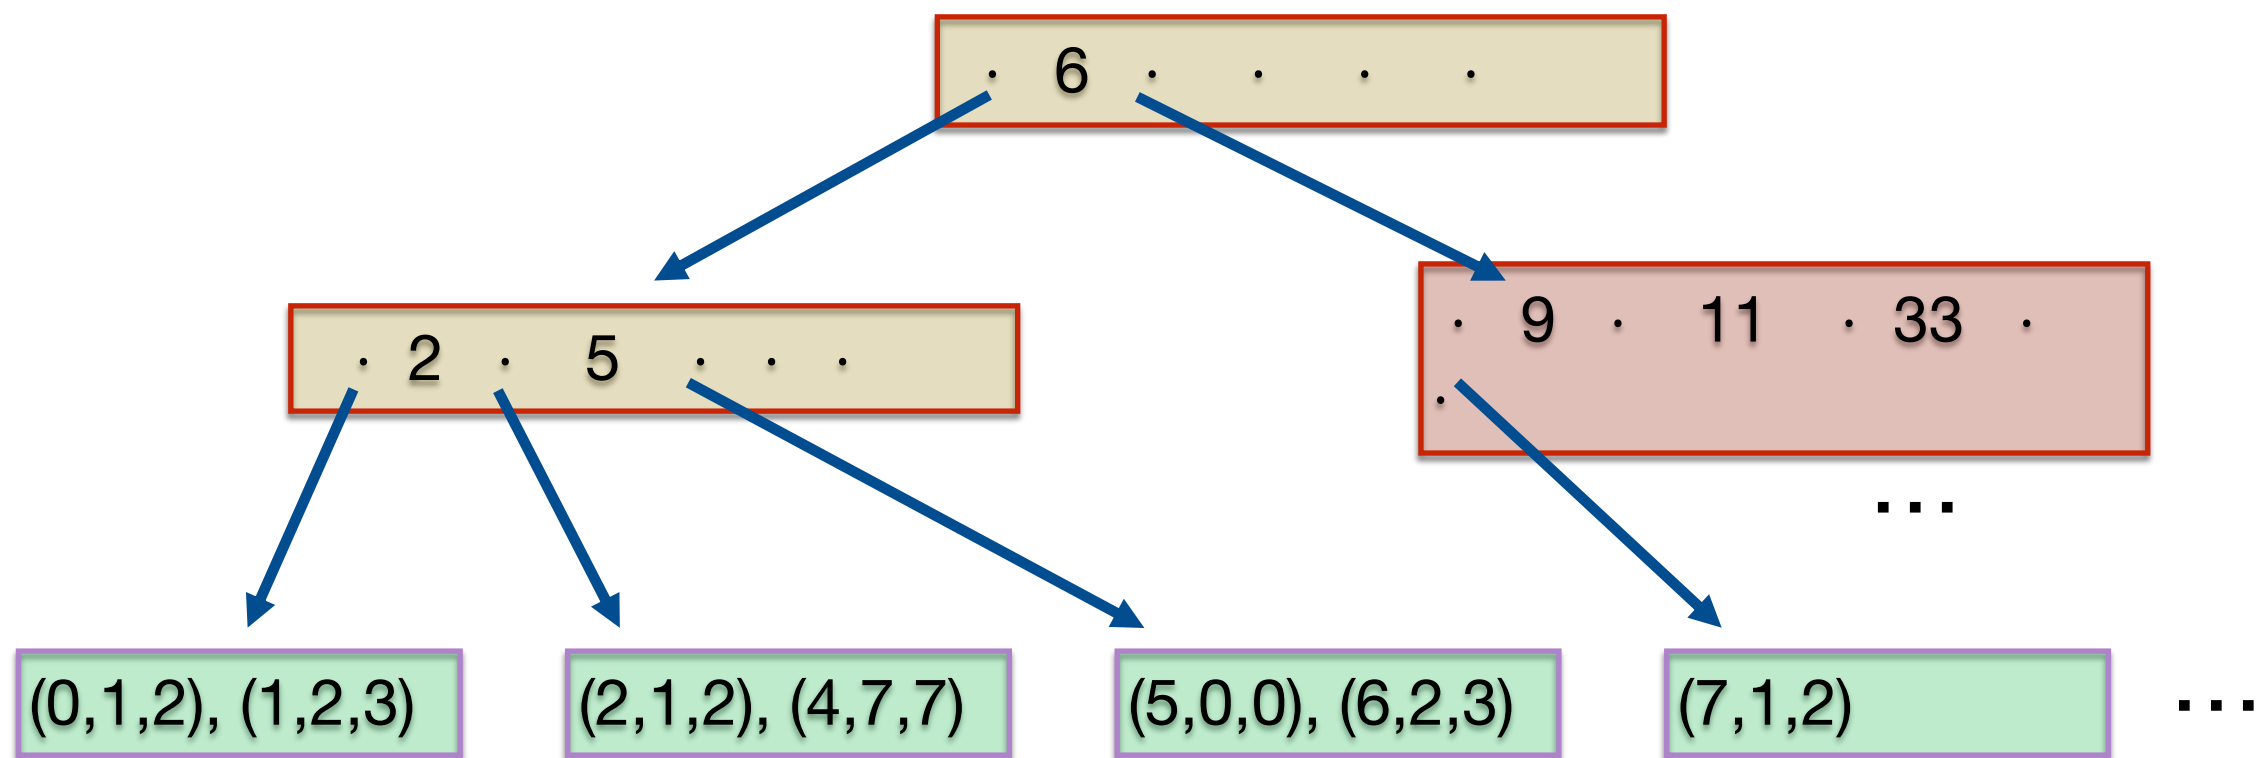 · 6 · · · ·
· 2 · 5 · · ·
· 9 · 11 · 33 ·
·
...
(0,1,2), (1,2,3)
(2,1,2), (4,7,7)
(5,0,0), (6,2,3)
(7,1,2)
...